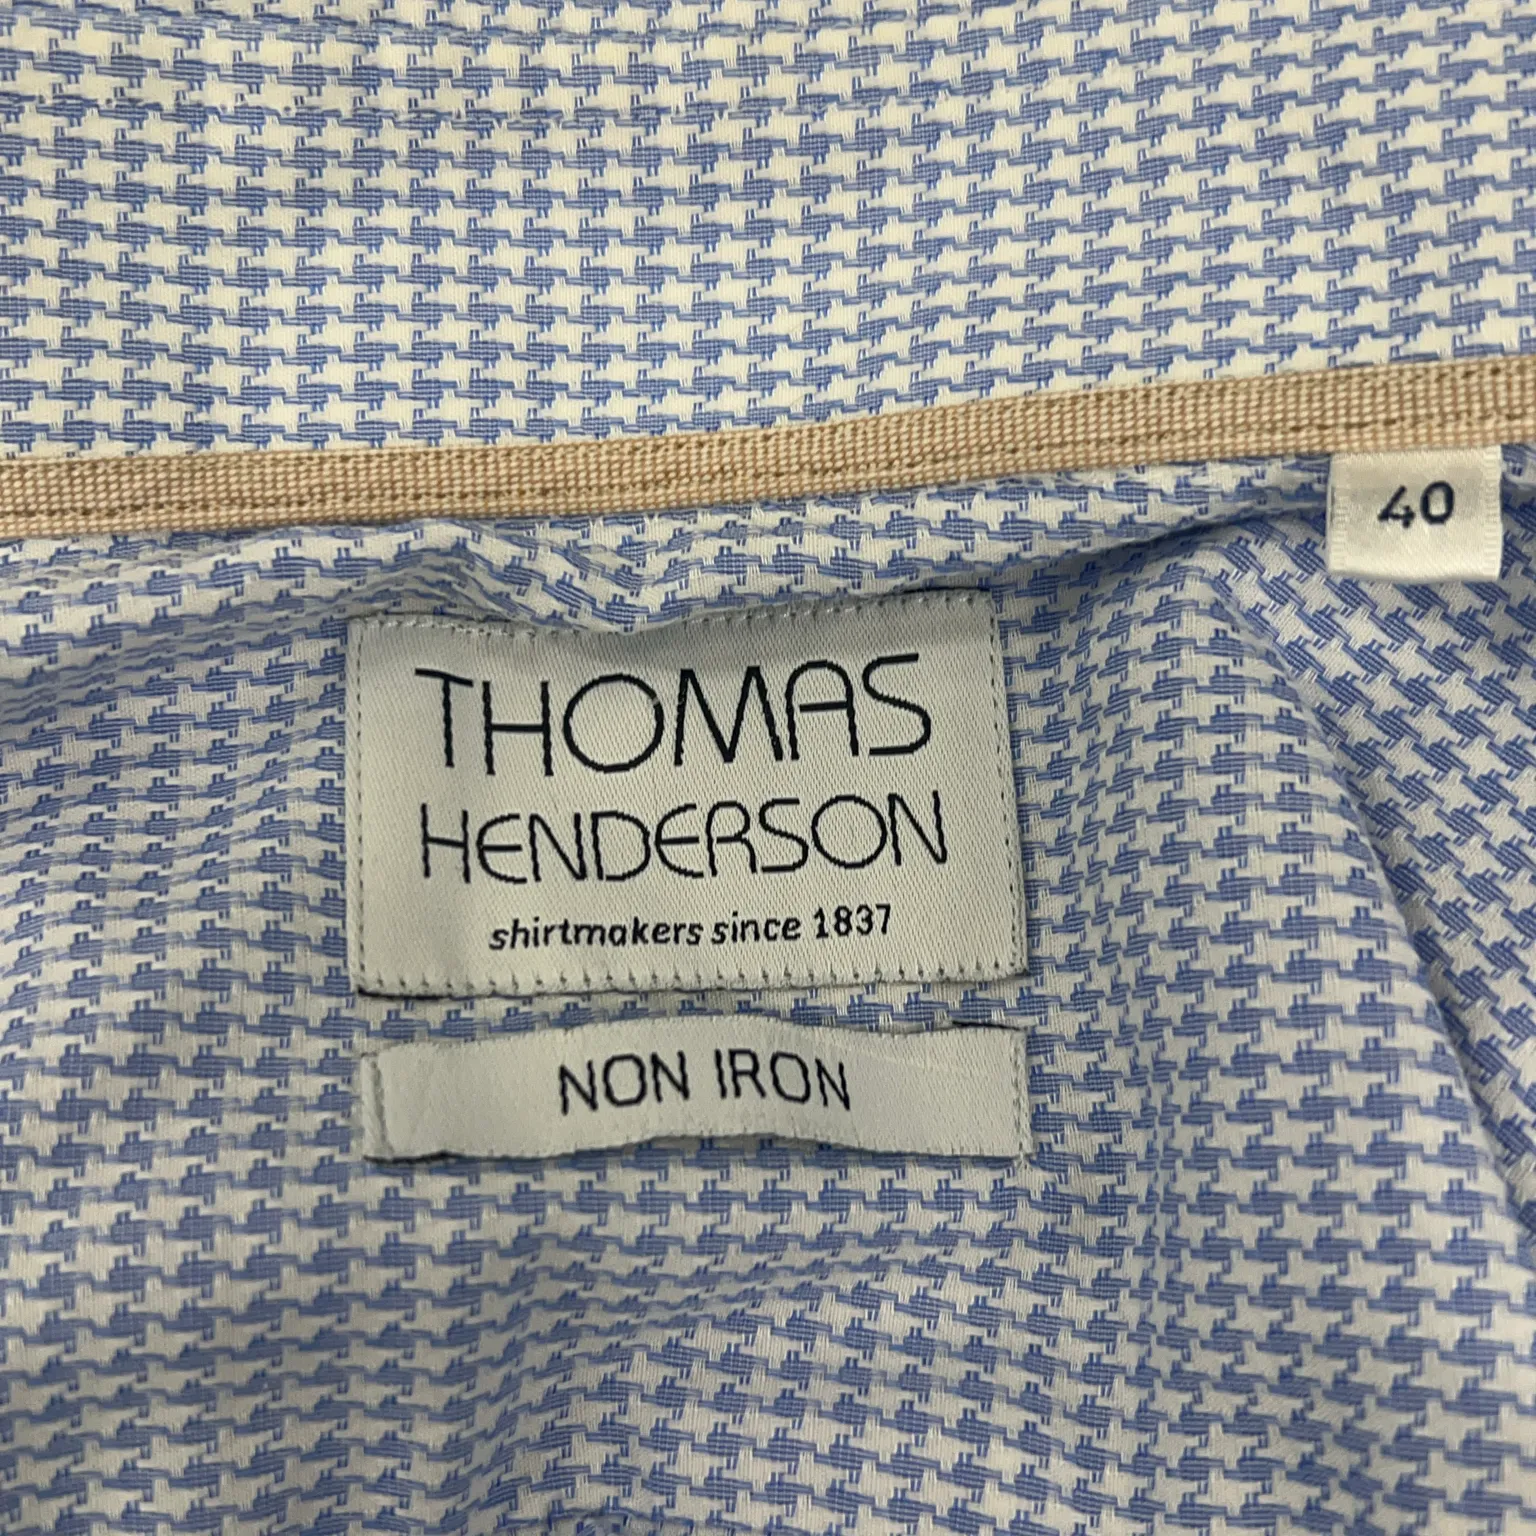 40
THOMAS
HENDERSON
shirtmakers since 1837
NON IRON